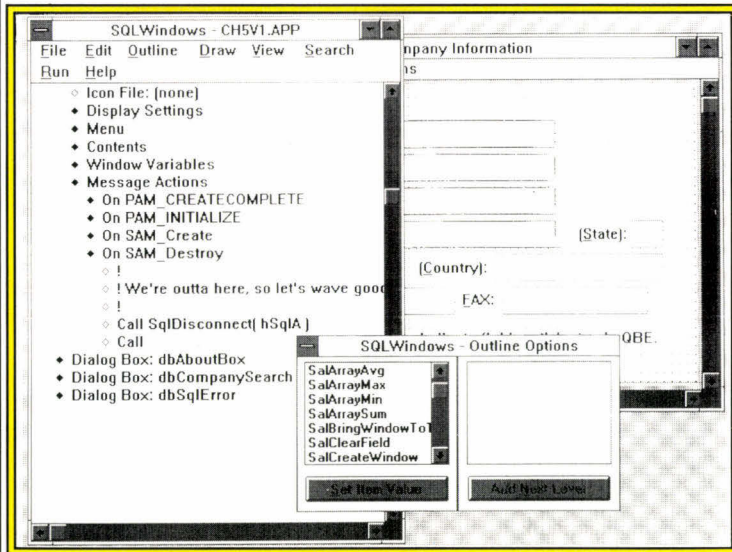 SQLWindows - CH5V1.APP
File Edit Outline Draw View Search
Run Help
Icon File: (none)
Display Settings
Menu
Contents
Window Variables
Message Actions
On PAM_CREATECOMPLETE
On PAM_INITIALIZE
On SAM_Create
On SAM_Destroy
!
! We're outta here, so let's wave good
!
Call SqlDisconnect( hSqlA )
Call
Dialog Box: dbAboutBox
Dialog Box: dbCompanySearch
Dialog Box: dbSqlError
mpany Information
ns
(State):
(Country):
FAX:
QBE.
SQLWindows - Outline Options
SalArrayAvg
SalArrayMax
SalArrayMin
SalArraySum
SalBringWindowToT
SalClearField
SalCreateWindow
Set Item Value
Add Next Level